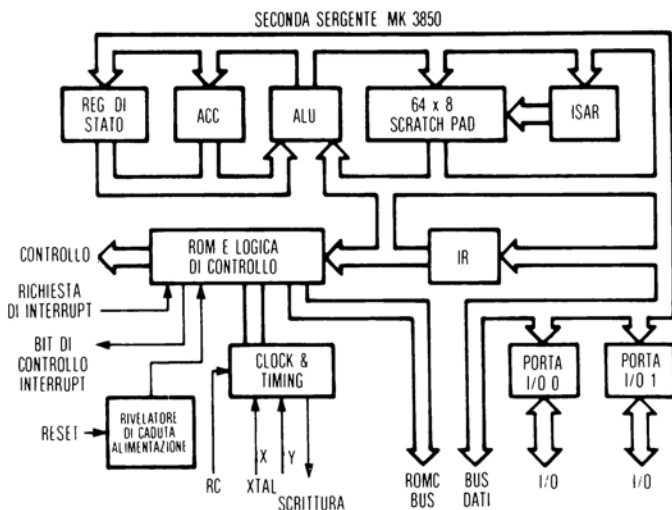 SECONDA SERGENTE MK 3850
REG DI
STATO
ACC
ALU
64 x 8
SCRATCH PAD
ISAR
CONTROLLO
ROM E LOGICA
DI CONTROLLO
IR
RICHIESTA
DI INTERRUPT
BIT DI
CONTROLLO
INTERRUPT
CLOCK &
TIMING
PORTA
I/O 0
PORTA
I/O 1
RESET
RIVELATORE
DI CADUTA
ALIMENTAZIONE
RC
XTAL
X
Y
SCRITTURA
ROMC
BUS
BUS
DATI
I/O
I/O